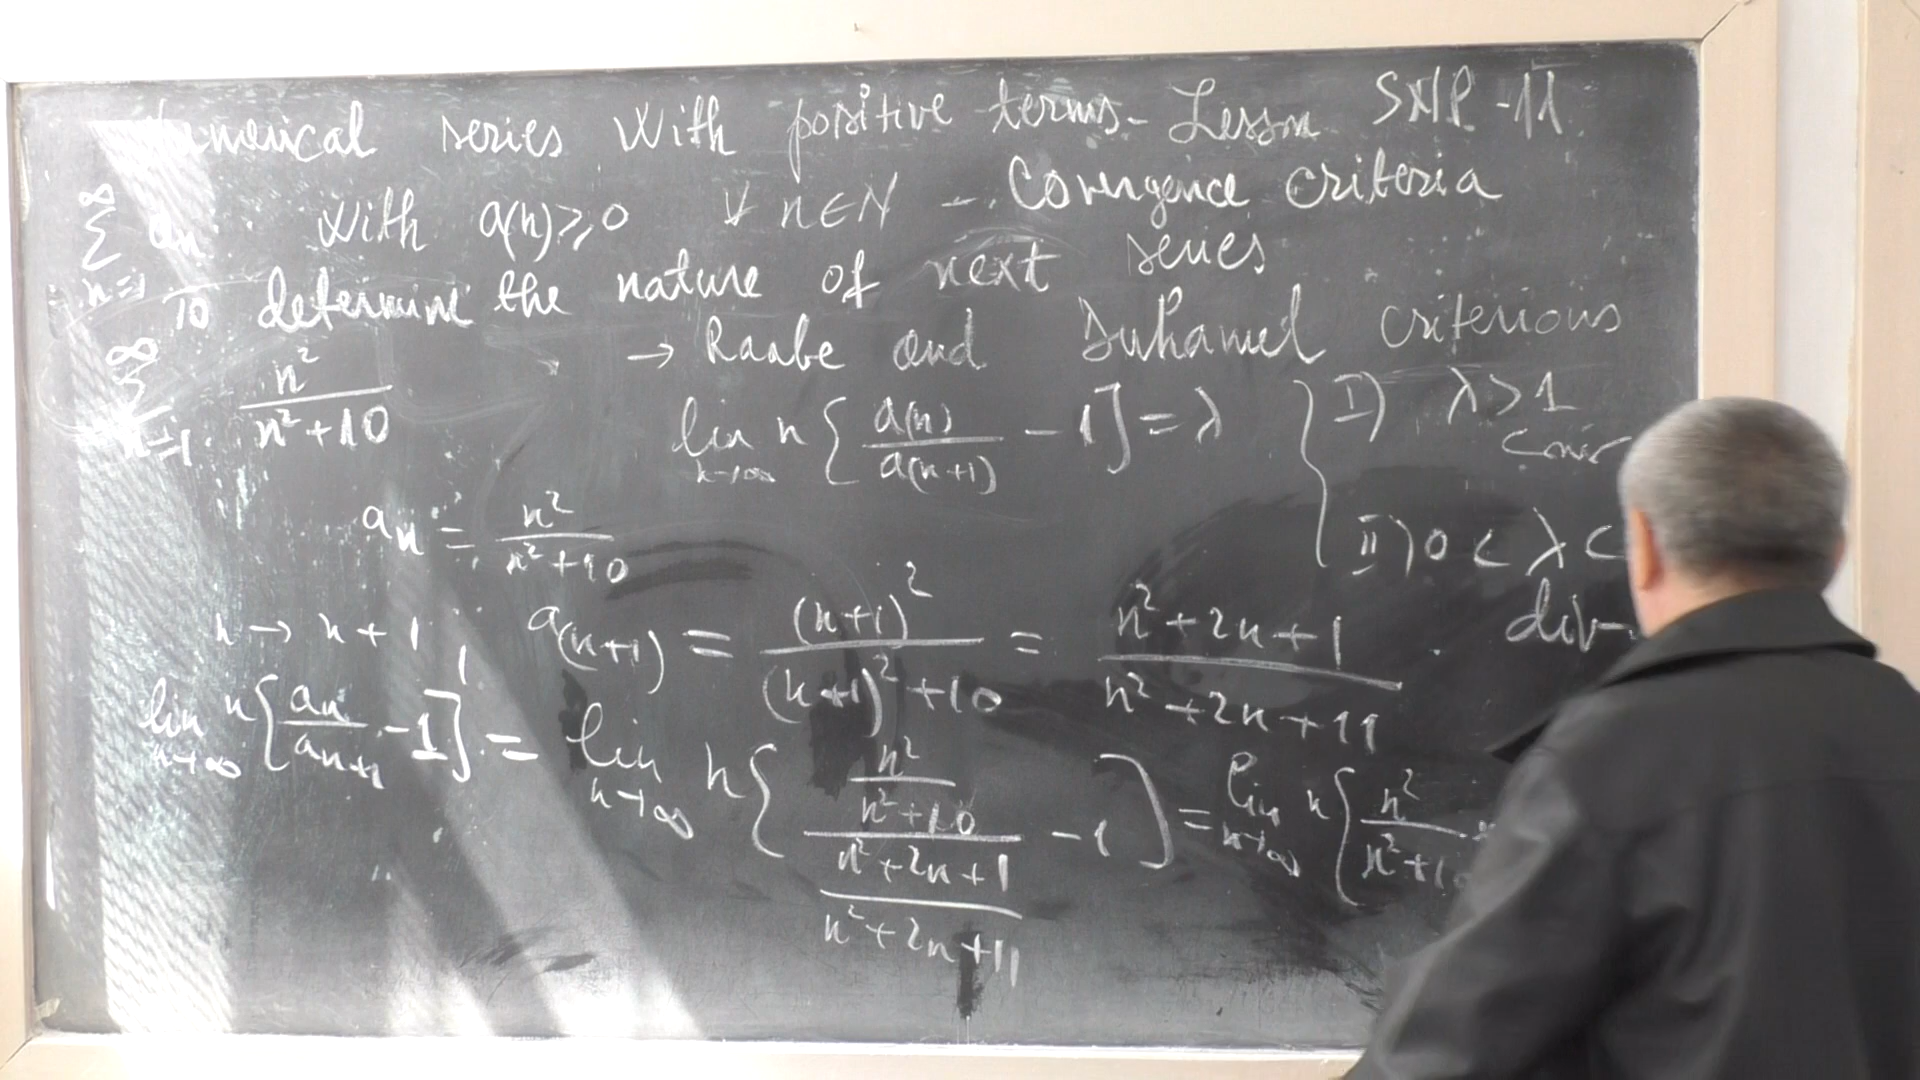 Numerical series with positive terms - Lesson SNP-11
∞ ∑ n=1 an with a(n)≥0 ∀ n∈N - Convergence criteria
10 determine the nature of next series
∞ ∑ n=1 n²/(n²+10) → Raabe and Duhamel criterious
lim n→∞ n{a(n)/a(n+1) - 1] = λ { I) λ>1 conv
an = n²/(n²+10) II) 0 < λ <
div
n → n+1 a(n+1) = (n+1)²/((n+1)²+10) = (n²+2n+1)/(n²+2n+11)
lim n→∞ n{an/an+1 - 1] = lim n→∞ n{(n²/(n²+10))/((n²+2n+1)/(n²+2n+11)) - 1] = lim n→∞ n{n²/(n²+1